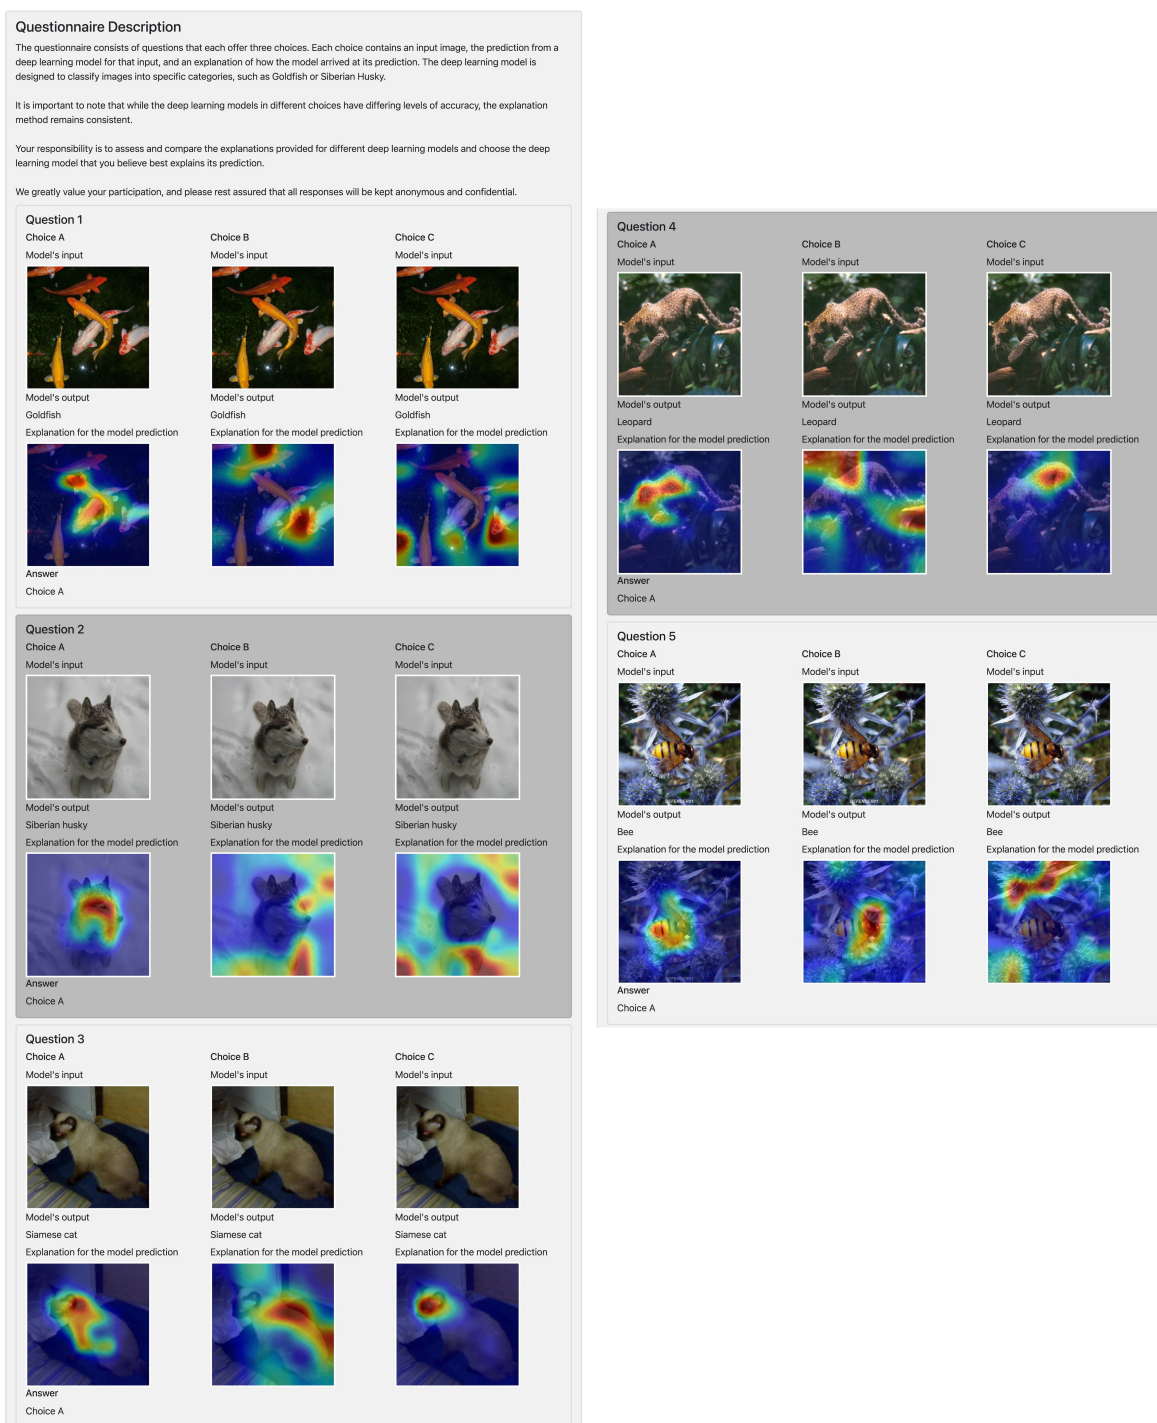 Questionnaire Description
The questionnaire consists of questions that each offer three choices. Each choice contains an input image, the prediction from a
deep learning model for that input, and an explanation of how the model arrived at its prediction. The deep learning model is
designed to classify images into specific categories, such as Goldfish or Siberian Husky.
It is important to note that while the deep learning models in different choices have differing levels of accuracy, the explanation
method remains consistent.
Your responsibility is to assess and compare the explanations provided for different deep learning models and choose the deep
learning model that you believe best explains its prediction.
We greatly value your participation, and please rest assured that all responses will be kept anonymous and confidential.
Question 1
Choice A Choice B Choice C
Model's input Model's input Model's input
Model's output Model's output Model's output
Goldfish Goldfish Goldfish
Explanation for the model prediction Explanation for the model prediction Explanation for the model prediction
Answer
Choice A
Question 2
Choice A Choice B Choice C
Model's input Model's input Model's input
Model's output Model's output Model's output
Siberian husky Siberian husky Siberian husky
Explanation for the model prediction Explanation for the model prediction Explanation for the model prediction
Answer
Choice A
Question 3
Choice A Choice B Choice C
Model's input Model's input Model's input
Model's output Model's output Model's output
Siamese cat Siamese cat Siamese cat
Explanation for the model prediction Explanation for the model prediction Explanation for the model prediction
Answer
Choice A
Question 4
Choice A Choice B Choice C
Model's input Model's input Model's input
Model's output Model's output Model's output
Leopard Leopard Leopard
Explanation for the model prediction Explanation for the model prediction Explanation for the model prediction
Answer
Choice A
Question 5
Choice A Choice B Choice C
Model's input Model's input Model's input
Model's output Model's output Model's output
Bee Bee Bee
Explanation for the model prediction Explanation for the model prediction Explanation for the model prediction
Answer
Choice A